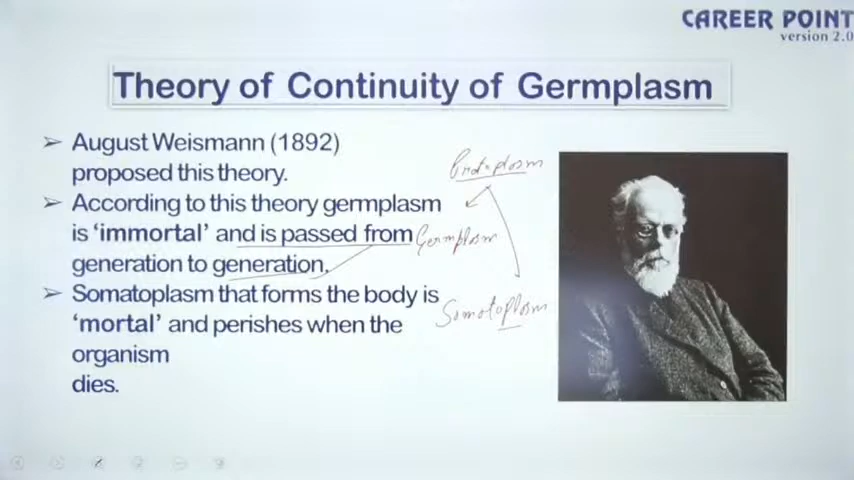 CAREER POINT
version 2.0
Theory of Continuity of Germplasm
➢ August Weismann (1892)
proposed this theory.
➢ According to this theory germplasm
is 'immortal' and is passed from
generation to generation.
➢ Somatoplasm that forms the body is
'mortal' and perishes when the
organism
dies.
Protoplasm
Germplasm
Somatoplasm